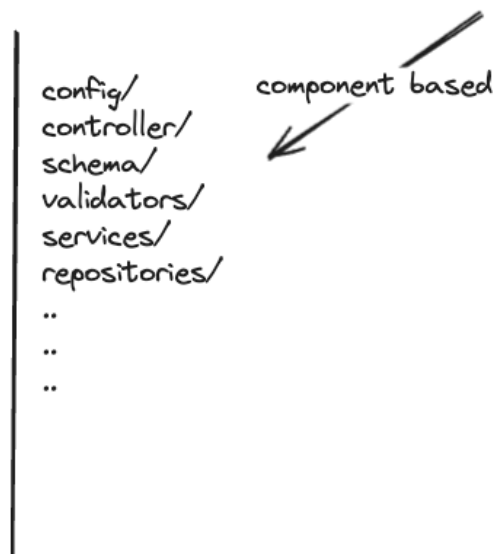 config/
controller/
schema/
validators/
services/
repositories/
..
..
..
component based